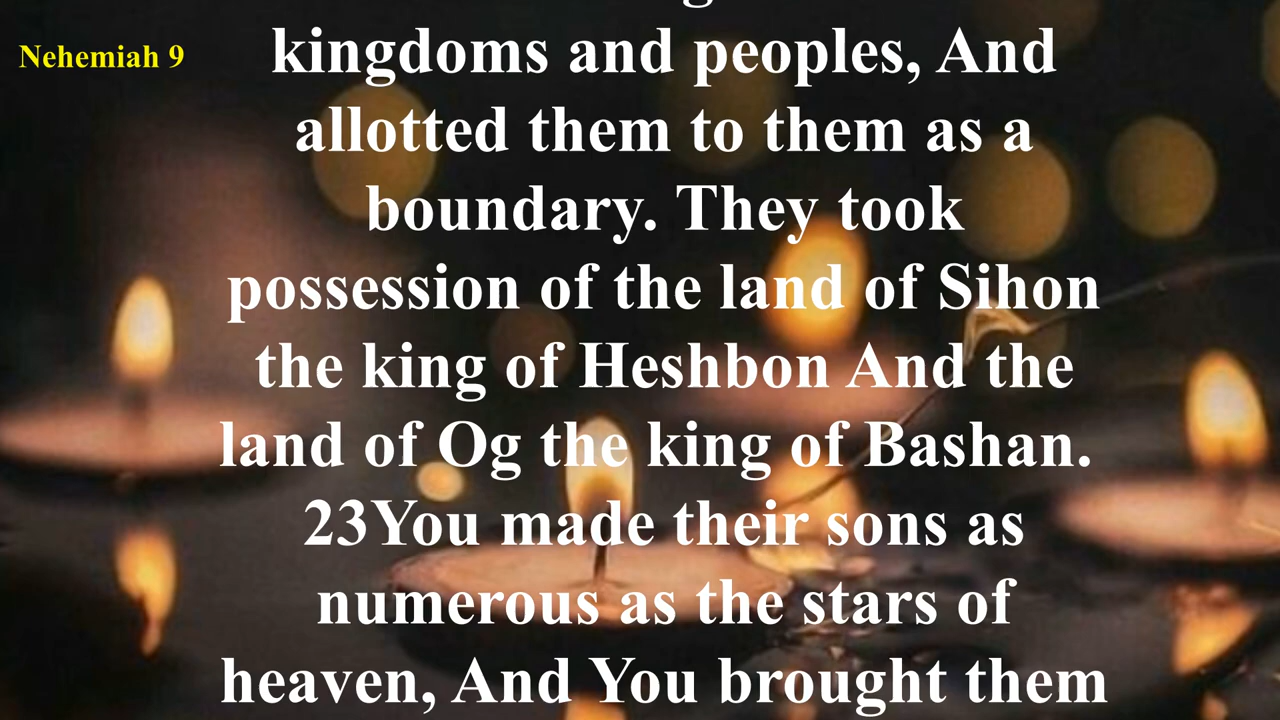 Nehemiah 9
kingdoms and peoples, And
allotted them to them as a
boundary. They took
possession of the land of Sihon
the king of Heshbon And the
land of Og the king of Bashan.
23You made their sons as
numerous as the stars of
heaven, And You brought them